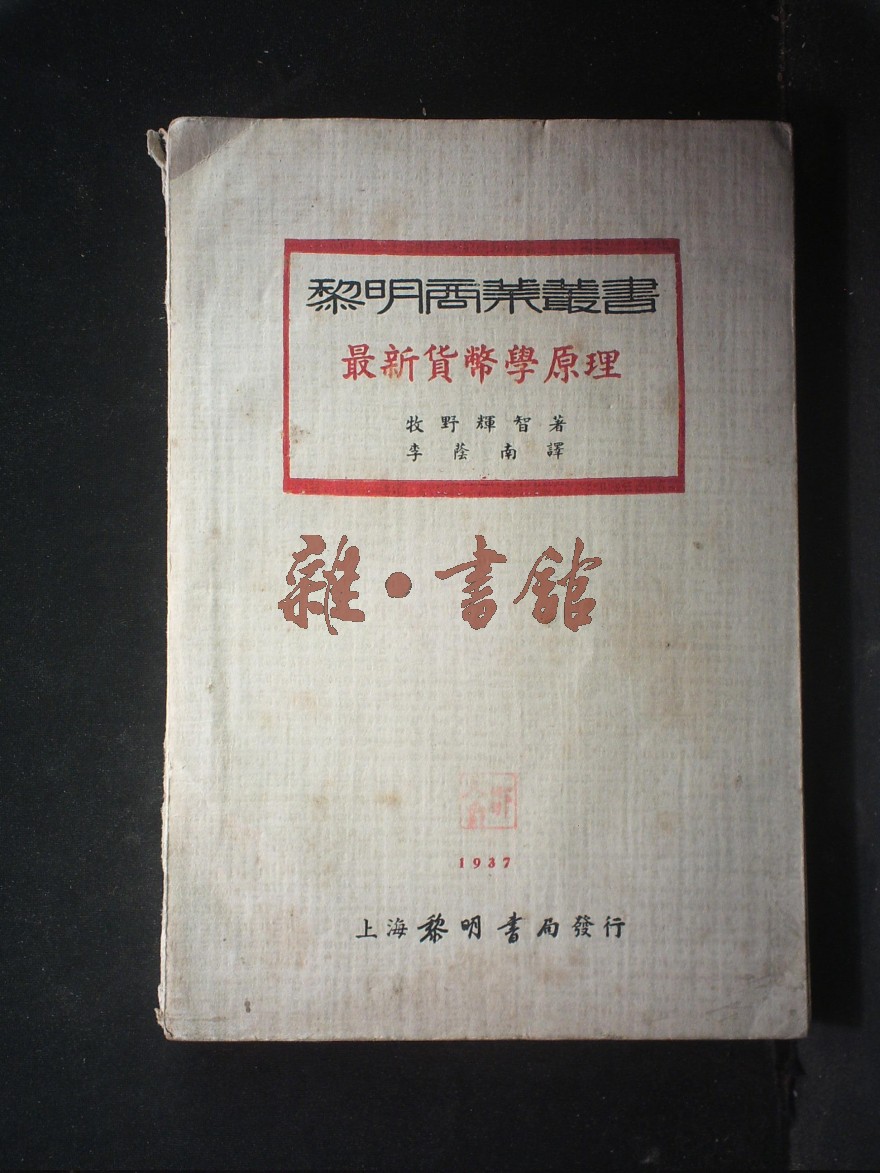 黎明商業叢書
最新貨幣學原理
牧野輝智著
李蔭南譯
雜·書館
1937
上海黎明書局發行